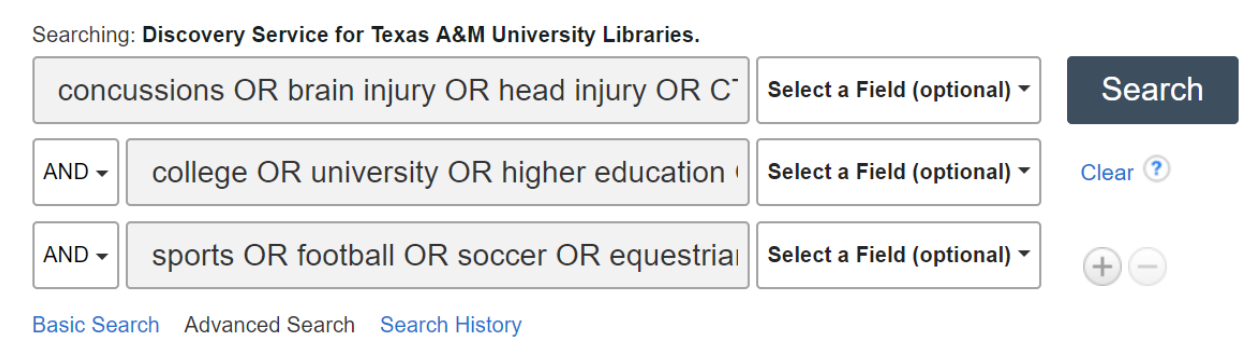 Searching: Discovery Service for Texas A&M University Libraries.
concussions OR brain injury OR head injury OR Select a Field (optional) Search
AND college OR university OR higher education Select a Field (optional) Clear ?
AND sports OR football OR soccer OR Select a Field (optional)
Basic Search Advanced Search Search History